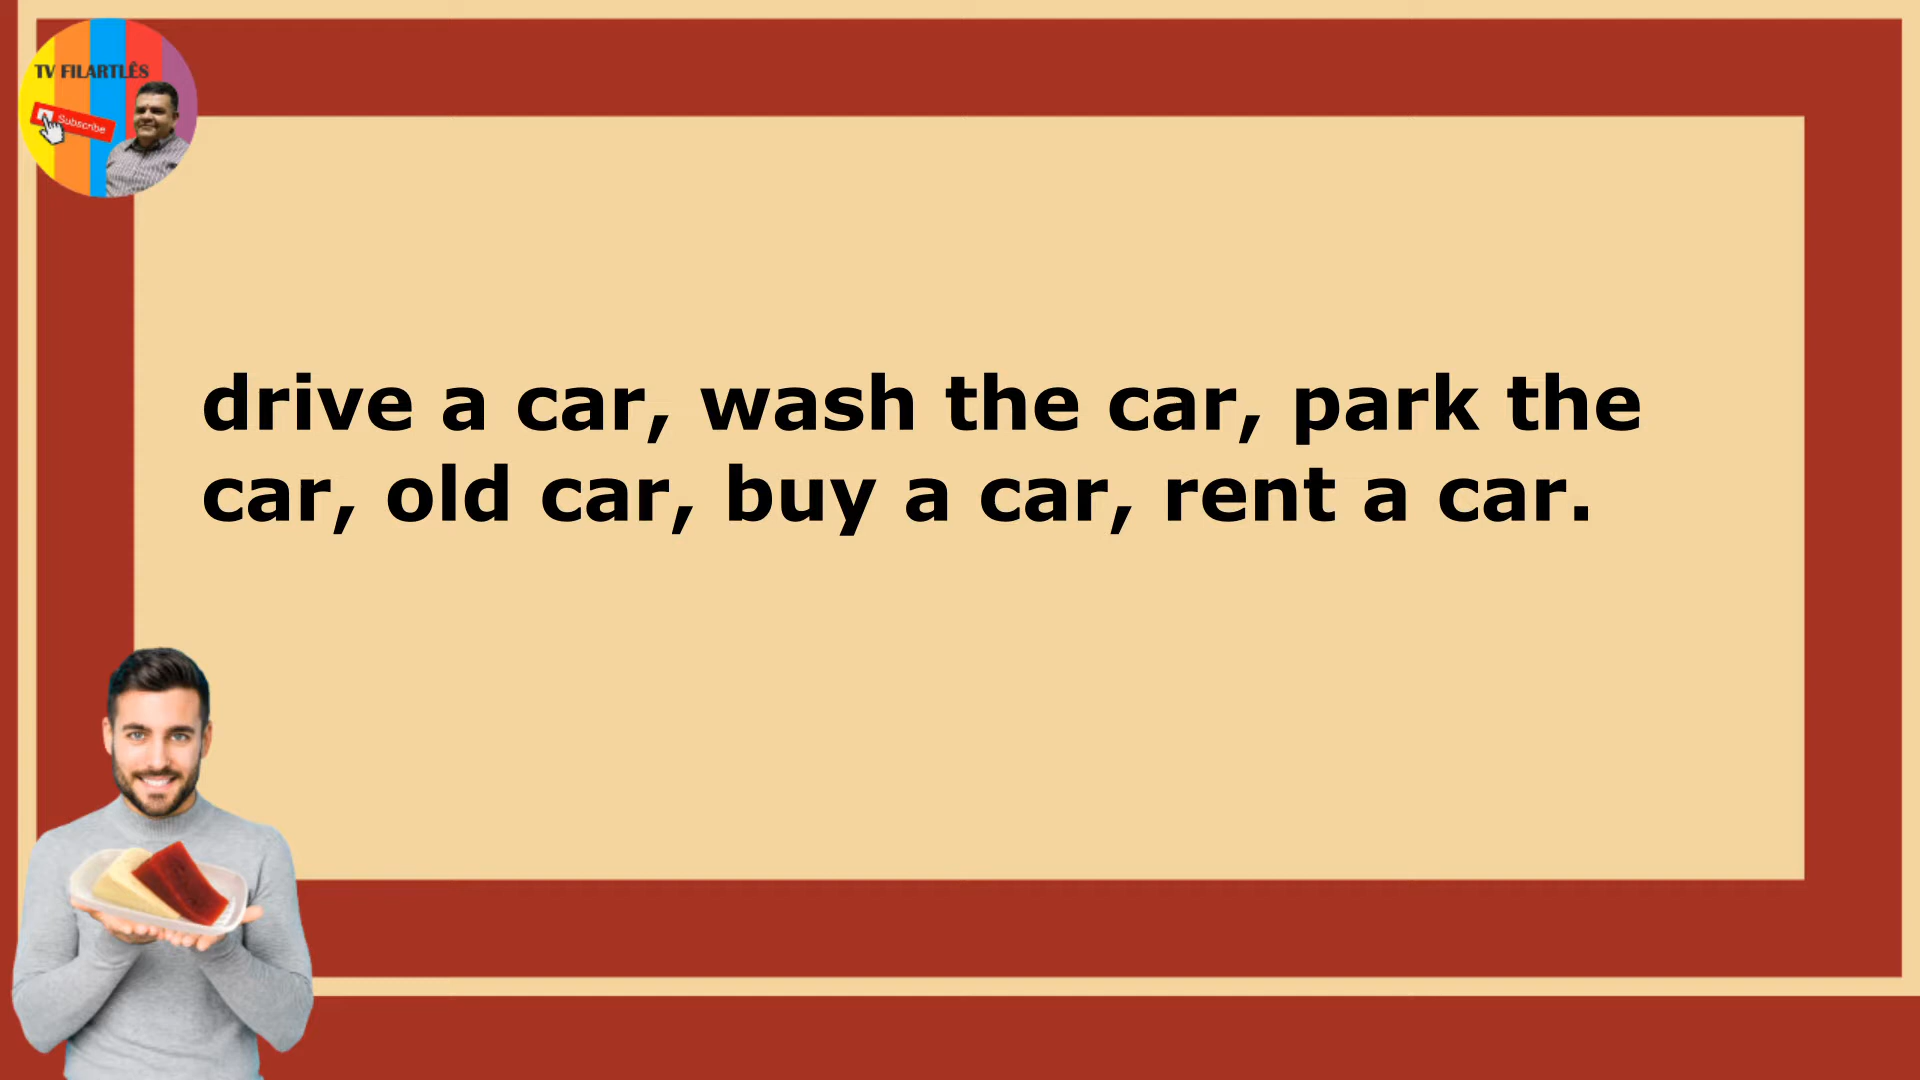 TV FILARTLÊS
Subscribe
drive a car, wash the car, park the
car, old car, buy a car, rent a car.